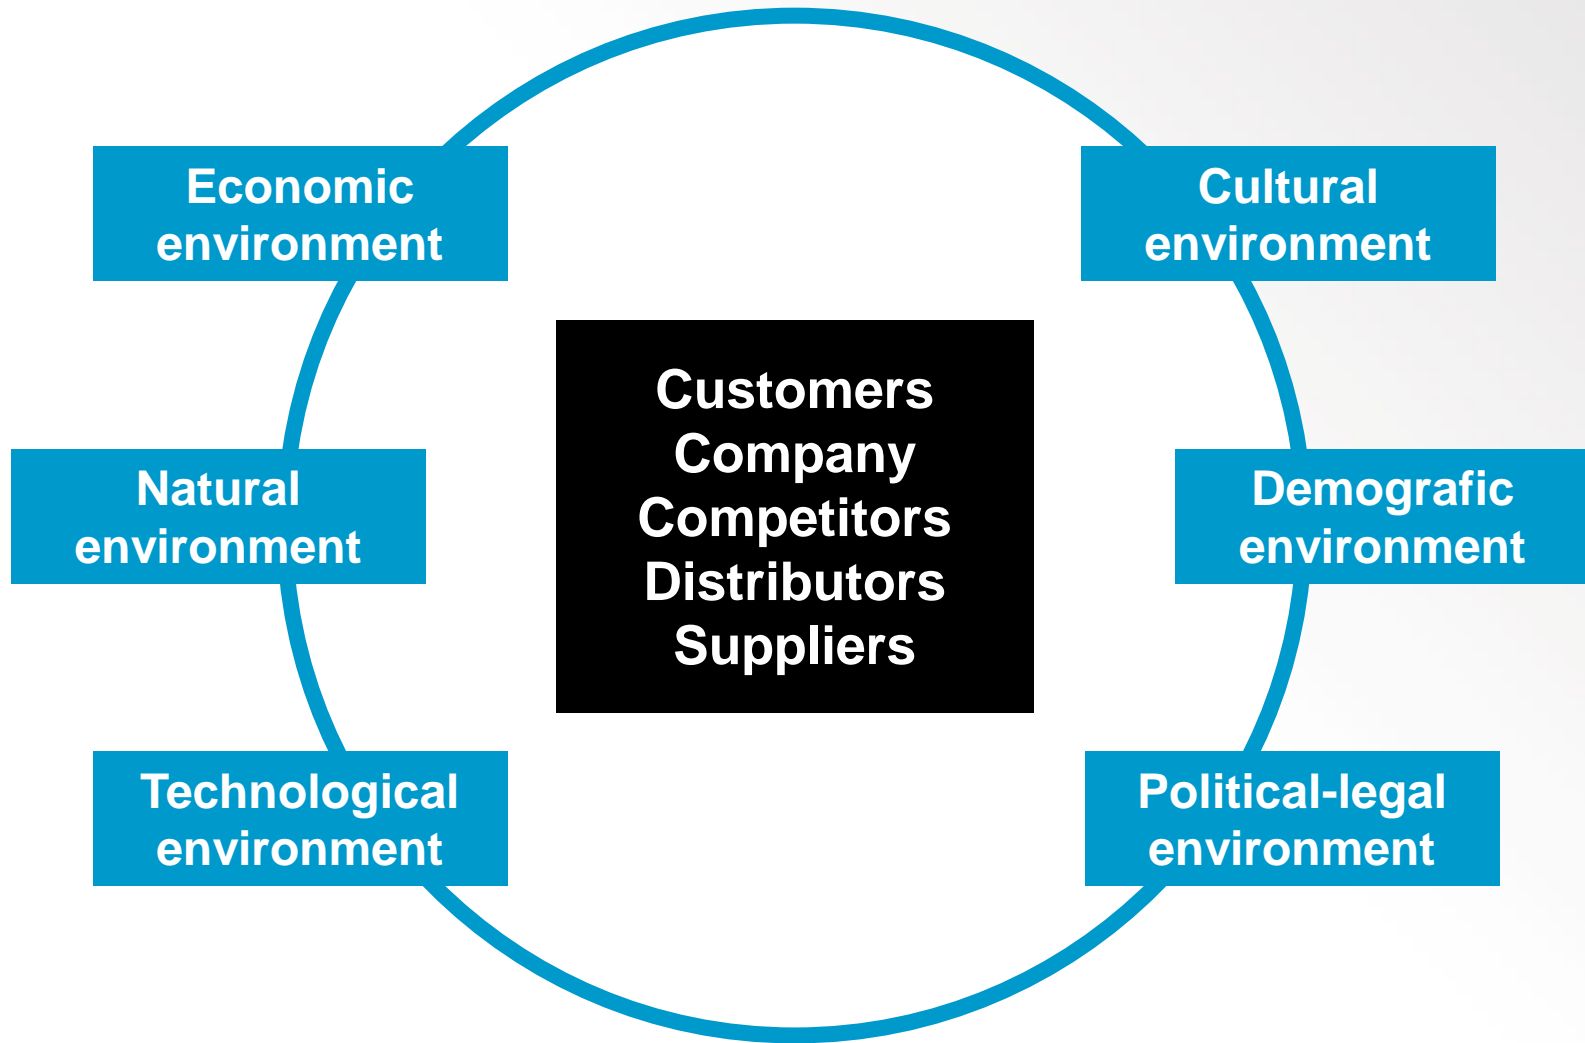 Economic
environment
Cultural
environment
Customers
Company
Competitors
Distributors
Suppliers
Natural
environment
Demografic
environment
Technological
environment
Political-legal
environment